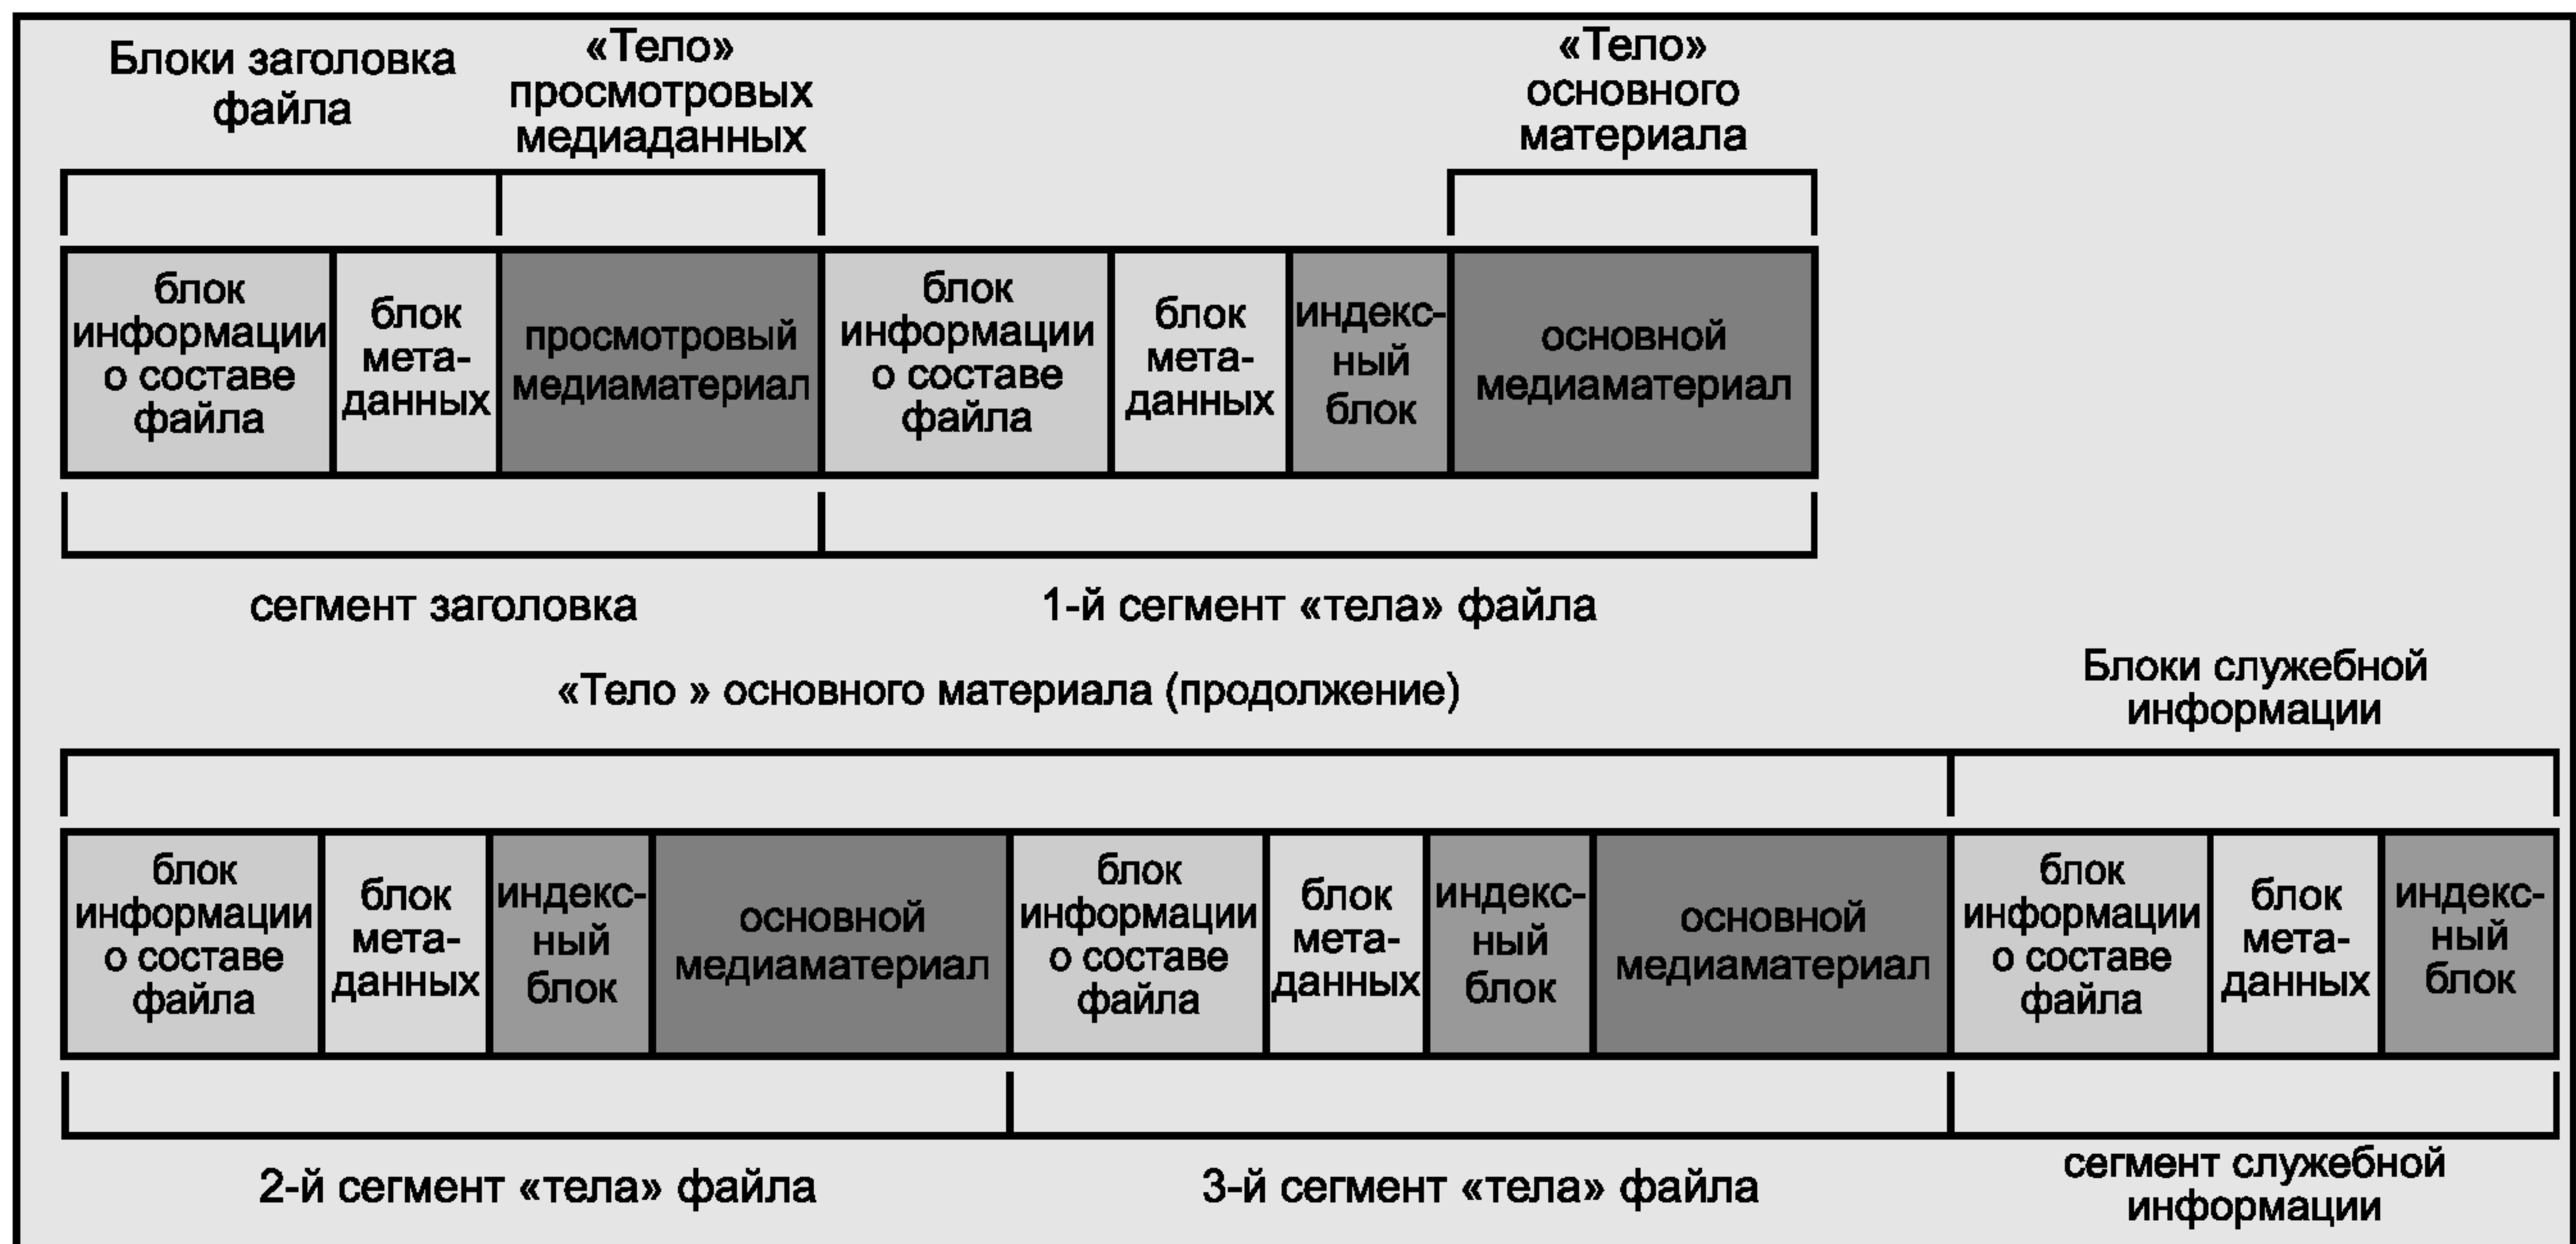 Блоки заголовка
файла
«Тело»
просмотровых
медиаданных
«Тело»
основного
материала
блок
информации
о составе
файла
блок
мета-
данных
просмотровый
медиаматериал
блок
информации
о составе
файла
блок
мета-
данных
индекс-
ный
блок
основной
медиаматериал
сегмент заголовка
1-й сегмент «тела» файла
«Тело » основного материала (продолжение)
Блоки служебной
информации
блок
информации
о составе
файла
блок
мета-
данных
индекс-
ный
блок
основной
медиаматериал
блок
информации
о составе
файла
блок
мета-
данных
индекс-
ный
блок
основной
медиаматериал
блок
информации
о составе
файла
блок
мета-
данных
индекс-
ный
блок
2-й сегмент «тела» файла
3-й сегмент «тела» файла
сегмент служебной
информации